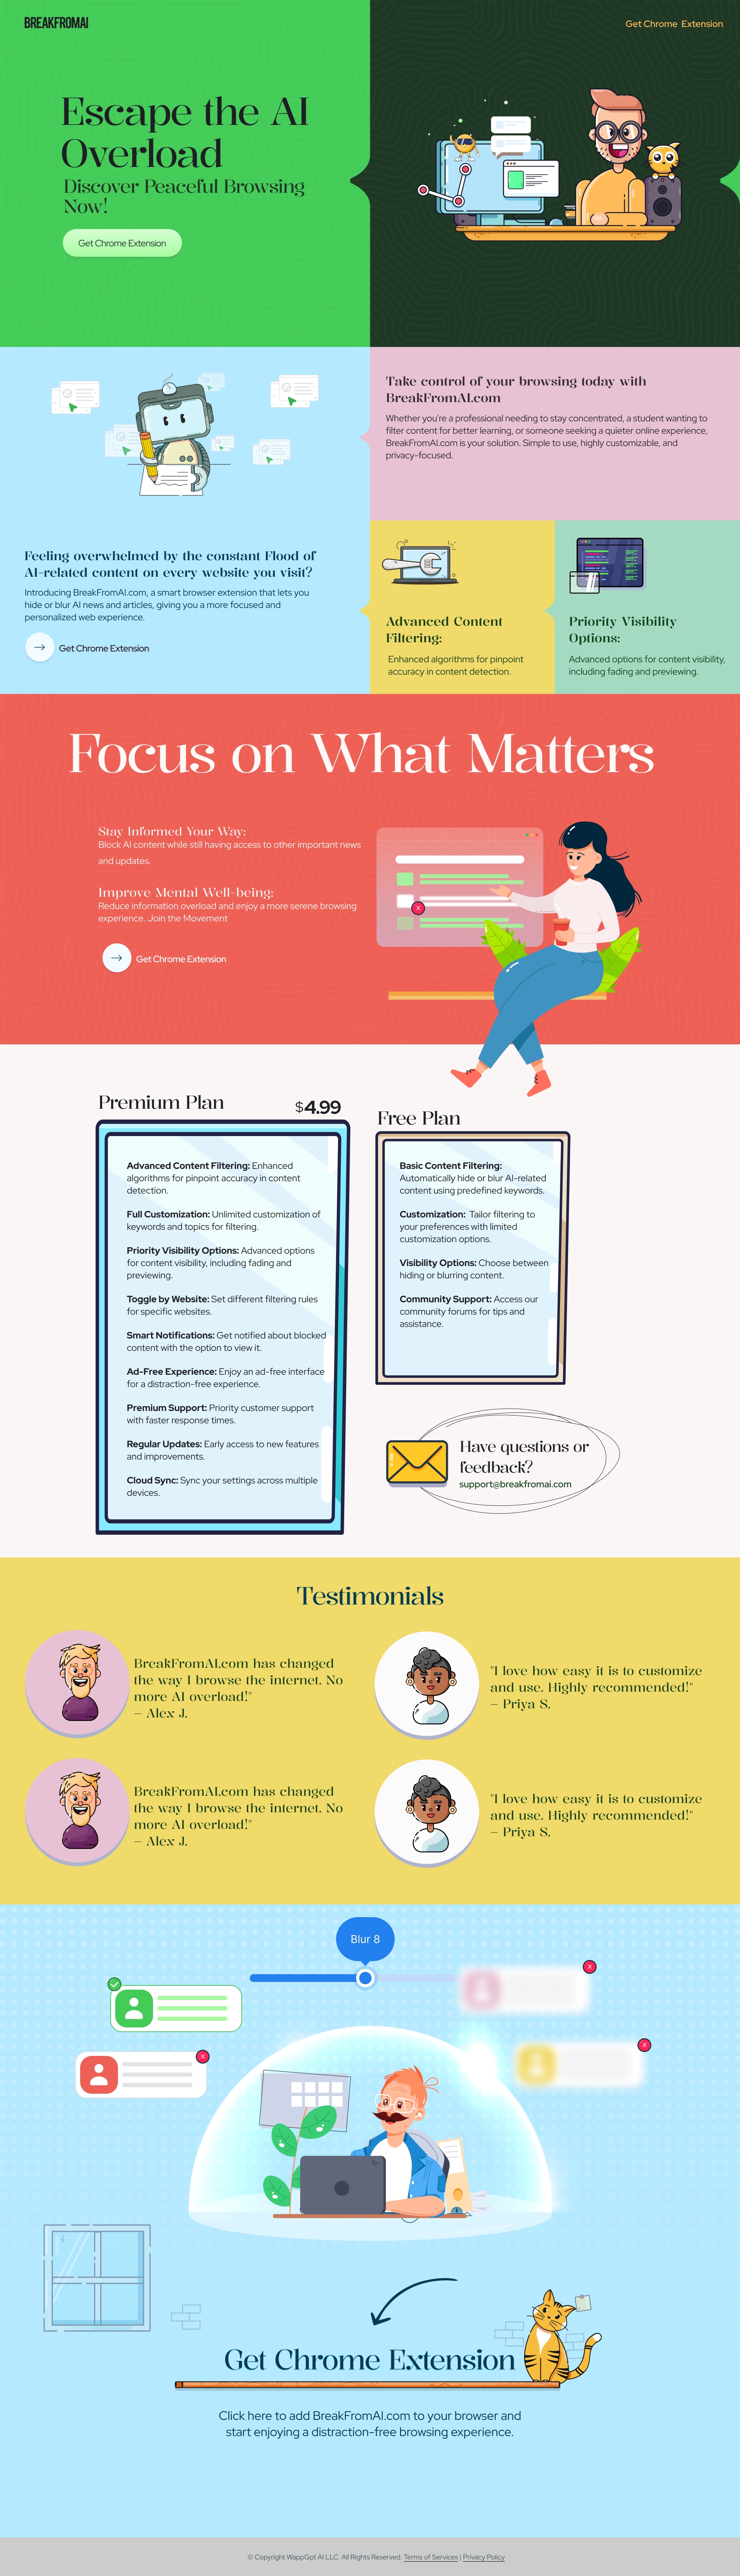 BREAKFROMAI
Get Chrome Extension
Escape the AI
Overload
Discover Peaceful Browsing
Now!
Get Chrome Extension
Take control of your browsing today with
BreakFromAI.com
Whether you're a professional needing to stay concentrated, a student wanting to
filter content for better learning, or someone seeking a quieter online experience,
BreakFromAI.com is your solution. Simple to use, highly customizable, and
privacy-focused.
Feeling overwhelmed by the constant Flood of
AI-related content on every website you visit?
Introducing BreakFromAI.com, a smart browser extension that lets you
hide or blur AI news and articles, giving you a more focused and
personalized web experience.
Get Chrome Extension
Advanced Content
Filtering:
Enhanced algorithms for pinpoint
accuracy in content detection.
Priority Visibility
Options:
Advanced options for content visibility,
including fading and previewing.
Focus on What Matters
Stay Informed Your Way:
Block AI content while still having access to other important news
and updates.
Improve Mental Well-being:
Reduce information overload and enjoy a more serene browsing
experience. Join the Movement
Get Chrome Extension
X
Premium Plan
$4.99
Advanced Content Filtering: Enhanced
algorithms for pinpoint accuracy in content
detection.
Full Customization: Unlimited customization of
keywords and topics for filtering.
Priority Visibility Options: Advanced options
for content visibility, including fading and
previewing.
Toggle by Website: Set different filtering rules
for specific websites.
Smart Notifications: Get notified about blocked
content with the option to view it.
Ad-Free Experience: Enjoy an ad-free interface
for a distraction-free experience.
Premium Support: Priority customer support
with faster response times.
Regular Updates: Early access to new features
and improvements.
Cloud Sync: Sync your settings across multiple
devices.
Free Plan
Basic Content Filtering:
Automatically hide or blur AI-related
content using predefined keywords.
Customization: Tailor filtering to
your preferences with limited
customization options.
Visibility Options: Choose between
hiding or blurring content.
Community Support: Access our
community forums for tips and
assistance.
Have questions or
feedback?
support@breakfromai.com
Testimonials
BreakFromAI.com has changed
the way I browse the internet. No
more AI overload!"
– Alex J.
"I love how easy it is to customize
and use. Highly recommended!"
– Priya S.
BreakFromAI.com has changed
the way I browse the internet. No
more AI overload!"
– Alex J.
"I love how easy it is to customize
and use. Highly recommended!"
– Priya S.
Blur 8
X
X
X
Get Chrome Extension
Click here to add BreakFromAI.com to your browser and
start enjoying a distraction-free browsing experience.
© Copyright WappGpt AI LLC. All Rights Reserved. Terms of Services | Privacy Policy